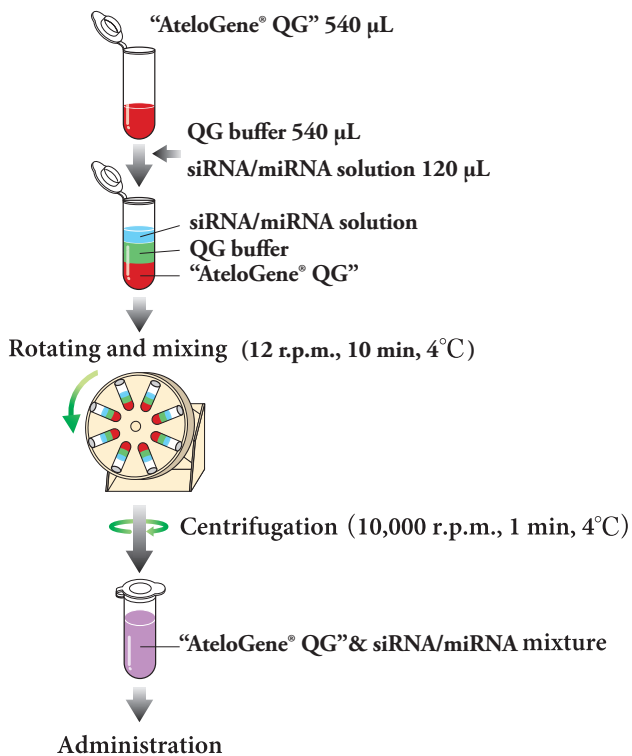 “AteloGene® QG” 540 µL
QG buffer 540 µL
siRNA/miRNA solution 120 µL
siRNA/miRNA solution
QG buffer
“AteloGene® QG”
Rotating and mixing (12 r.p.m., 10 min, 4℃)
Centrifugation (10,000 r.p.m., 1 min, 4℃)
“AteloGene® QG”& siRNA/miRNA mixture
Administration